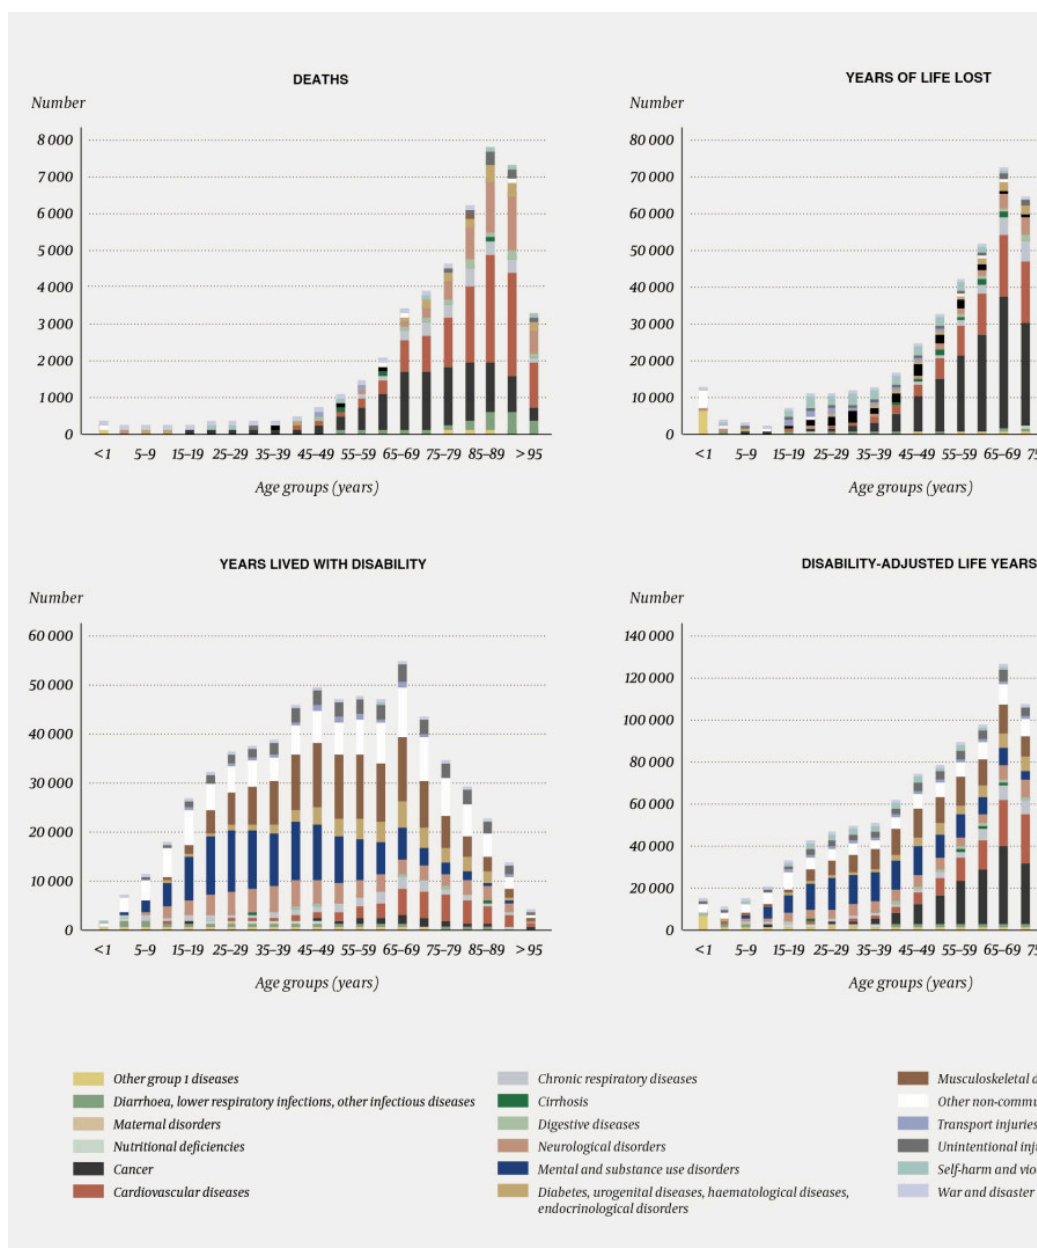 DEATHS
Number
8 000
7 000
6 000
5 000
4 000
3 000
2 000
1 000
0
<1 5–9 15–19 25–29 35–39 45–49 55–59 65–69 75–79 85–89 >95
Age groups (years)
YEARS OF LIFE LOST
Number
80 000
70 000
60 000
50 000
40 000
30 000
20 000
10 000
0
<1 5–9 15–19 25–29 35–39 45–49 55–59 65–69
Age groups (years)
YEARS LIVED WITH DISABILITY
Number
60 000
50 000
40 000
30 000
20 000
10 000
0
<1 5–9 15–19 25–29 35–39 45–49 55–59 65–69 75–79 85–89 >95
Age groups (years)
DISABILITY-ADJUSTED LIFE YEARS
Number
140 000
120 000
100 000
80 000
60 000
40 000
20 000
0
<1 5–9 15–19 25–29 35–39 45–49 55–59 65–69
Age groups (years)
Other group 1 diseases
Diarrhoea, lower respiratory infections, other infectious diseases
Maternal disorders
Nutritional deficiencies
Cancer
Cardiovascular diseases
Chronic respiratory diseases
Cirrhosis
Digestive diseases
Neurological disorders
Mental and substance use disorders
Diabetes, urogenital diseases, haematological diseases,
endocrinological disorders
Musculoskeletal
Other
Transport injuries
Unintentional
Self-harm and
War and disaster